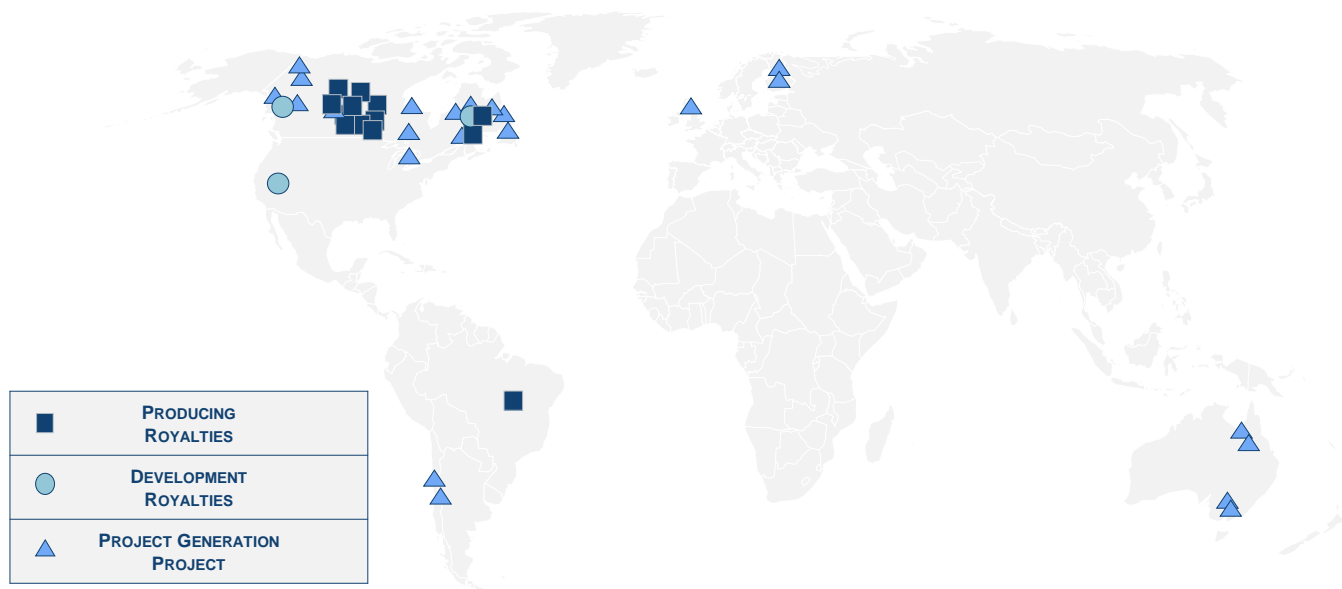 PRODUCING
ROYALTIES
DEVELOPMENT
ROYALTIES
PROJECT GENERATION
PROJECT